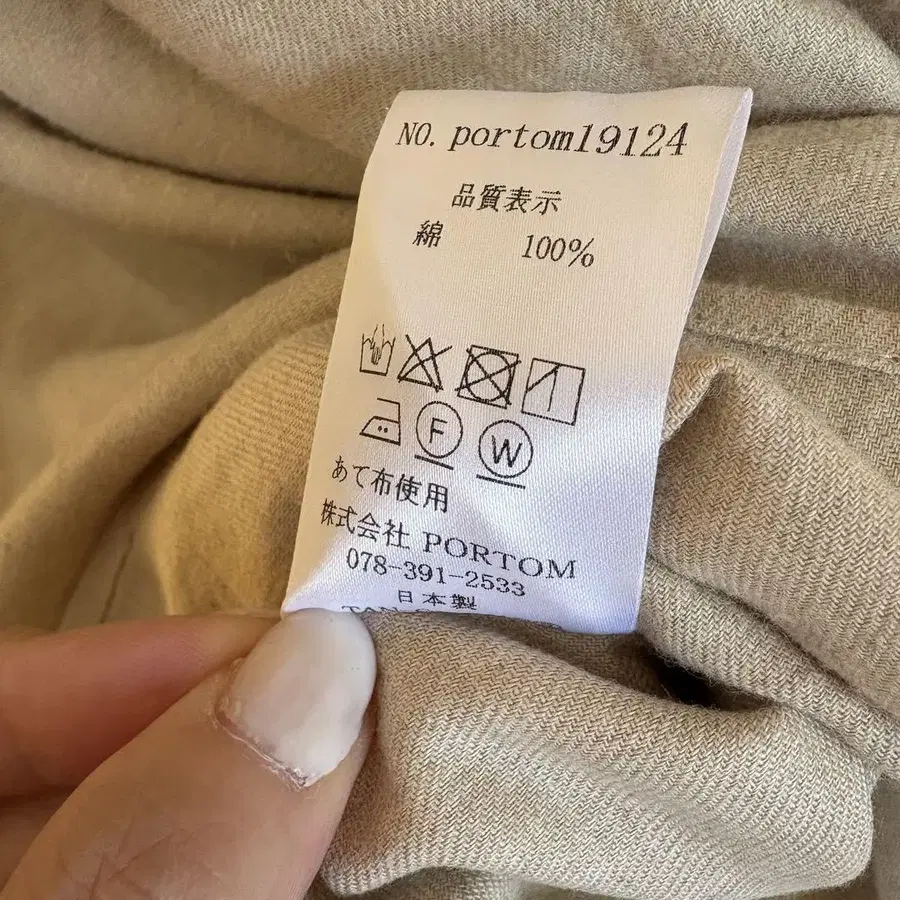 NO. portom19124
品質表示
綿 100%
F W
あて布使用
株式会社 PORTOM
078-391-2533
日本製